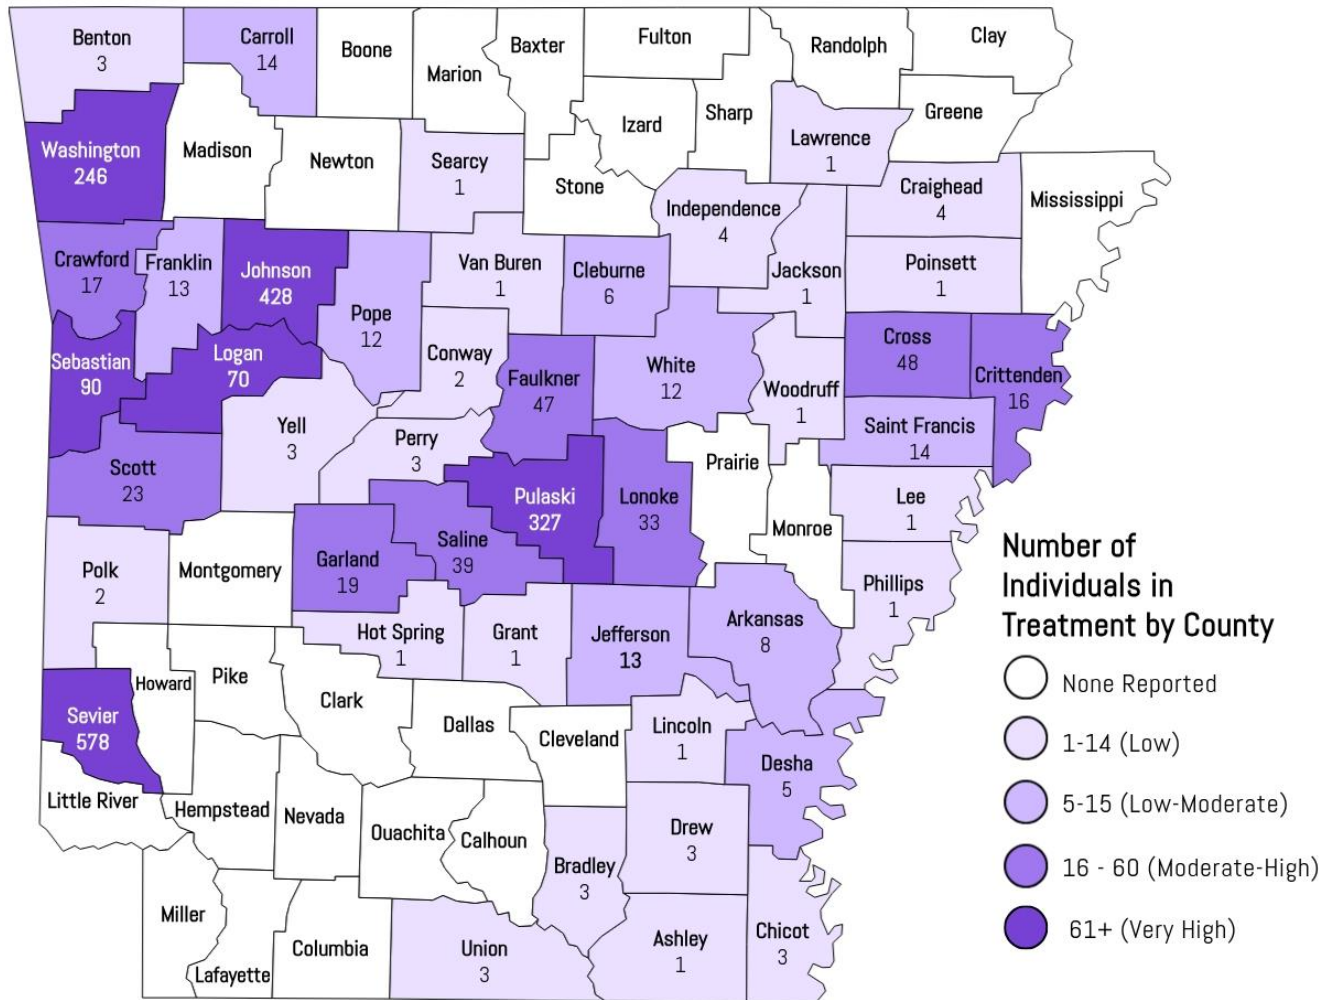 Benton
3
Carroll
14
Boone
Marion
Baxter
Fulton
Randolph
Clay
Washington
246
Madison
Newton
Searcy
1
Stone
Izard
Sharp
Lawrence
1
Greene
Craighead
4
Mississippi
Independence
4
Crawford
17
Franklin
13
Johnson
428
Pope
12
Van Buren
1
Cleburne
6
Jackson
1
Poinsett
1
Sebastian
90
Logan
70
Conway
2
Faulkner
47
White
12
Woodruff
1
Cross
48
Crittenden
16
Saint Francis
14
Scott
23
Yell
3
Perry
3
Pulaski
327
Lonoke
33
Prairie
Monroe
Lee
1
Polk
2
Montgomery
Garland
19
Saline
39
Phillips
1
Hot Spring
1
Grant
1
Jefferson
13
Arkansas
8
Sevier
578
Howard
Pike
Clark
Dallas
Cleveland
Lincoln
1
Desha
5
Little River
Hempstead
Nevada
Ouachita
Calhoun
Bradley
3
Drew
3
Miller
Lafayette
Columbia
Union
3
Ashley
1
Chicot
3
Number of
Individuals in
Treatment by County
None Reported
1-14 (Low)
5-15 (Low-Moderate)
16 - 60 (Moderate-High)
61+ (Very High)